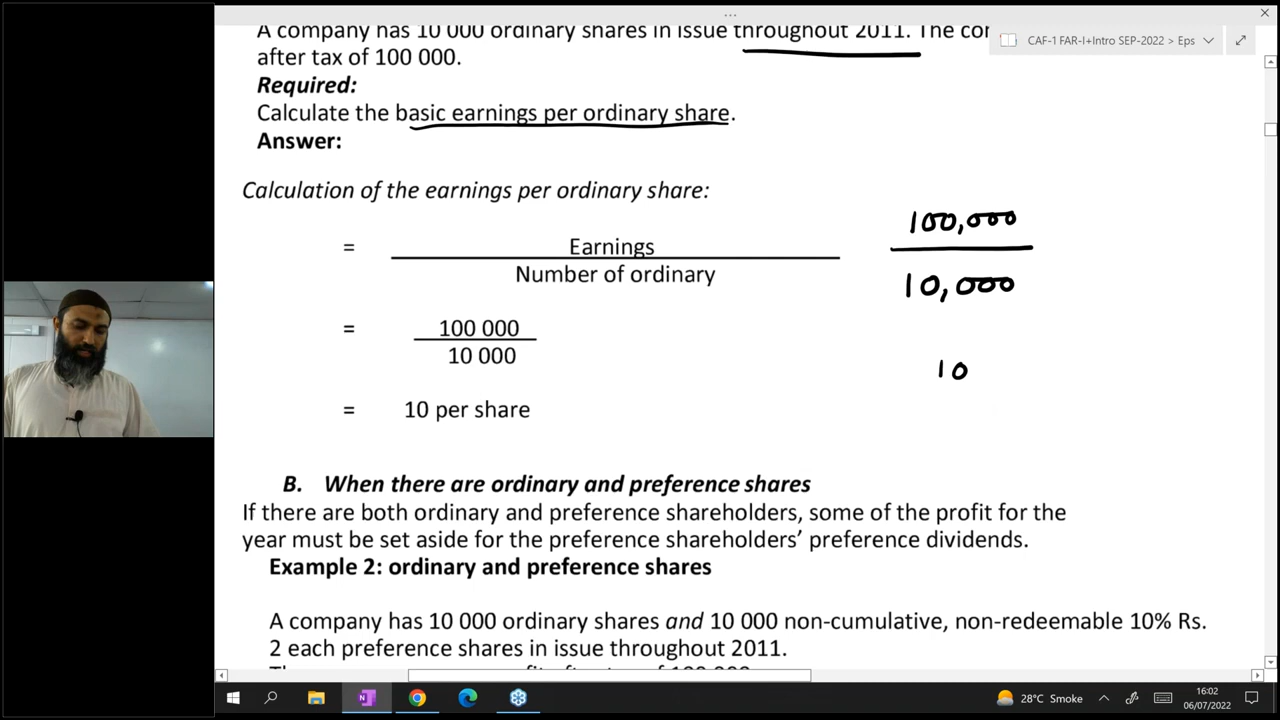 A company has 10 000 ordinary shares in issue throughout 2011. The
CAF-1 FAR-I+Intro SEP-2022 > Eps
after tax of 100 000.
Required:
Calculate the basic earnings per ordinary share.
Answer:
Calculation of the earnings per ordinary share:
100,000
= Earnings
10,000
Number of ordinary
= 100 000
10 000
10
= 10 per share
B. When there are ordinary and preference shares
If there are both ordinary and preference shareholders, some of the profit for the
year must be set aside for the preference shareholders’ preference dividends.
Example 2: ordinary and preference shares
A company has 10 000 ordinary shares and 10 000 non-cumulative, non-redeemable 10% Rs.
2 each preference shares in issue throughout 2011.
28°C Smoke
16:02
06/07/2022